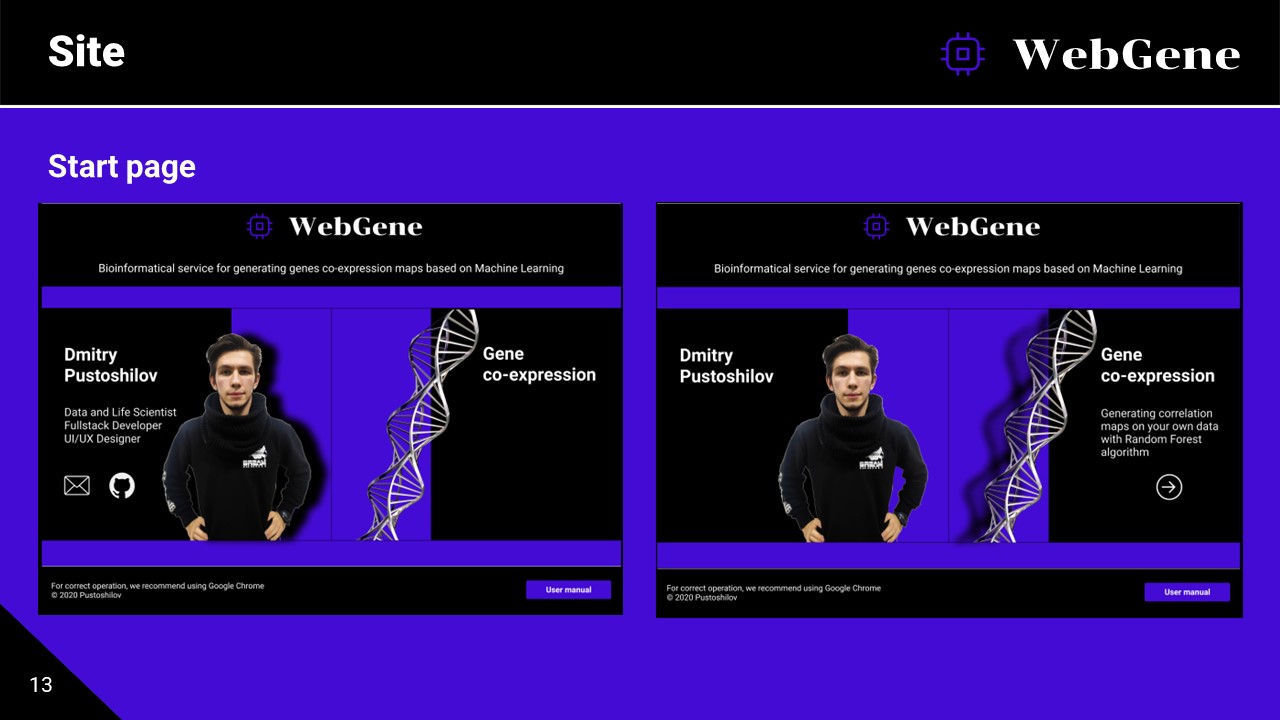 Site
WebGene
Start page
WebGene
Bioinformatical service for generating genes co-expression maps based on Machine Learning
Dmitry
Pustoshilov
Data and Life Scientist
Fullstack Developer
UI/UX Designer
Gene
co-expression
For correct operation, we recommend using Google Chrome
© 2020 Pustoshilov
User manual
WebGene
Bioinformatical service for generating genes co-expression maps based on Machine Learning
Dmitry
Pustoshilov
Gene
co-expression
Generating correlation
maps on your own data
with Random Forest
algorithm
For correct operation, we recommend using Google Chrome
© 2020 Pustoshilov
User manual
13